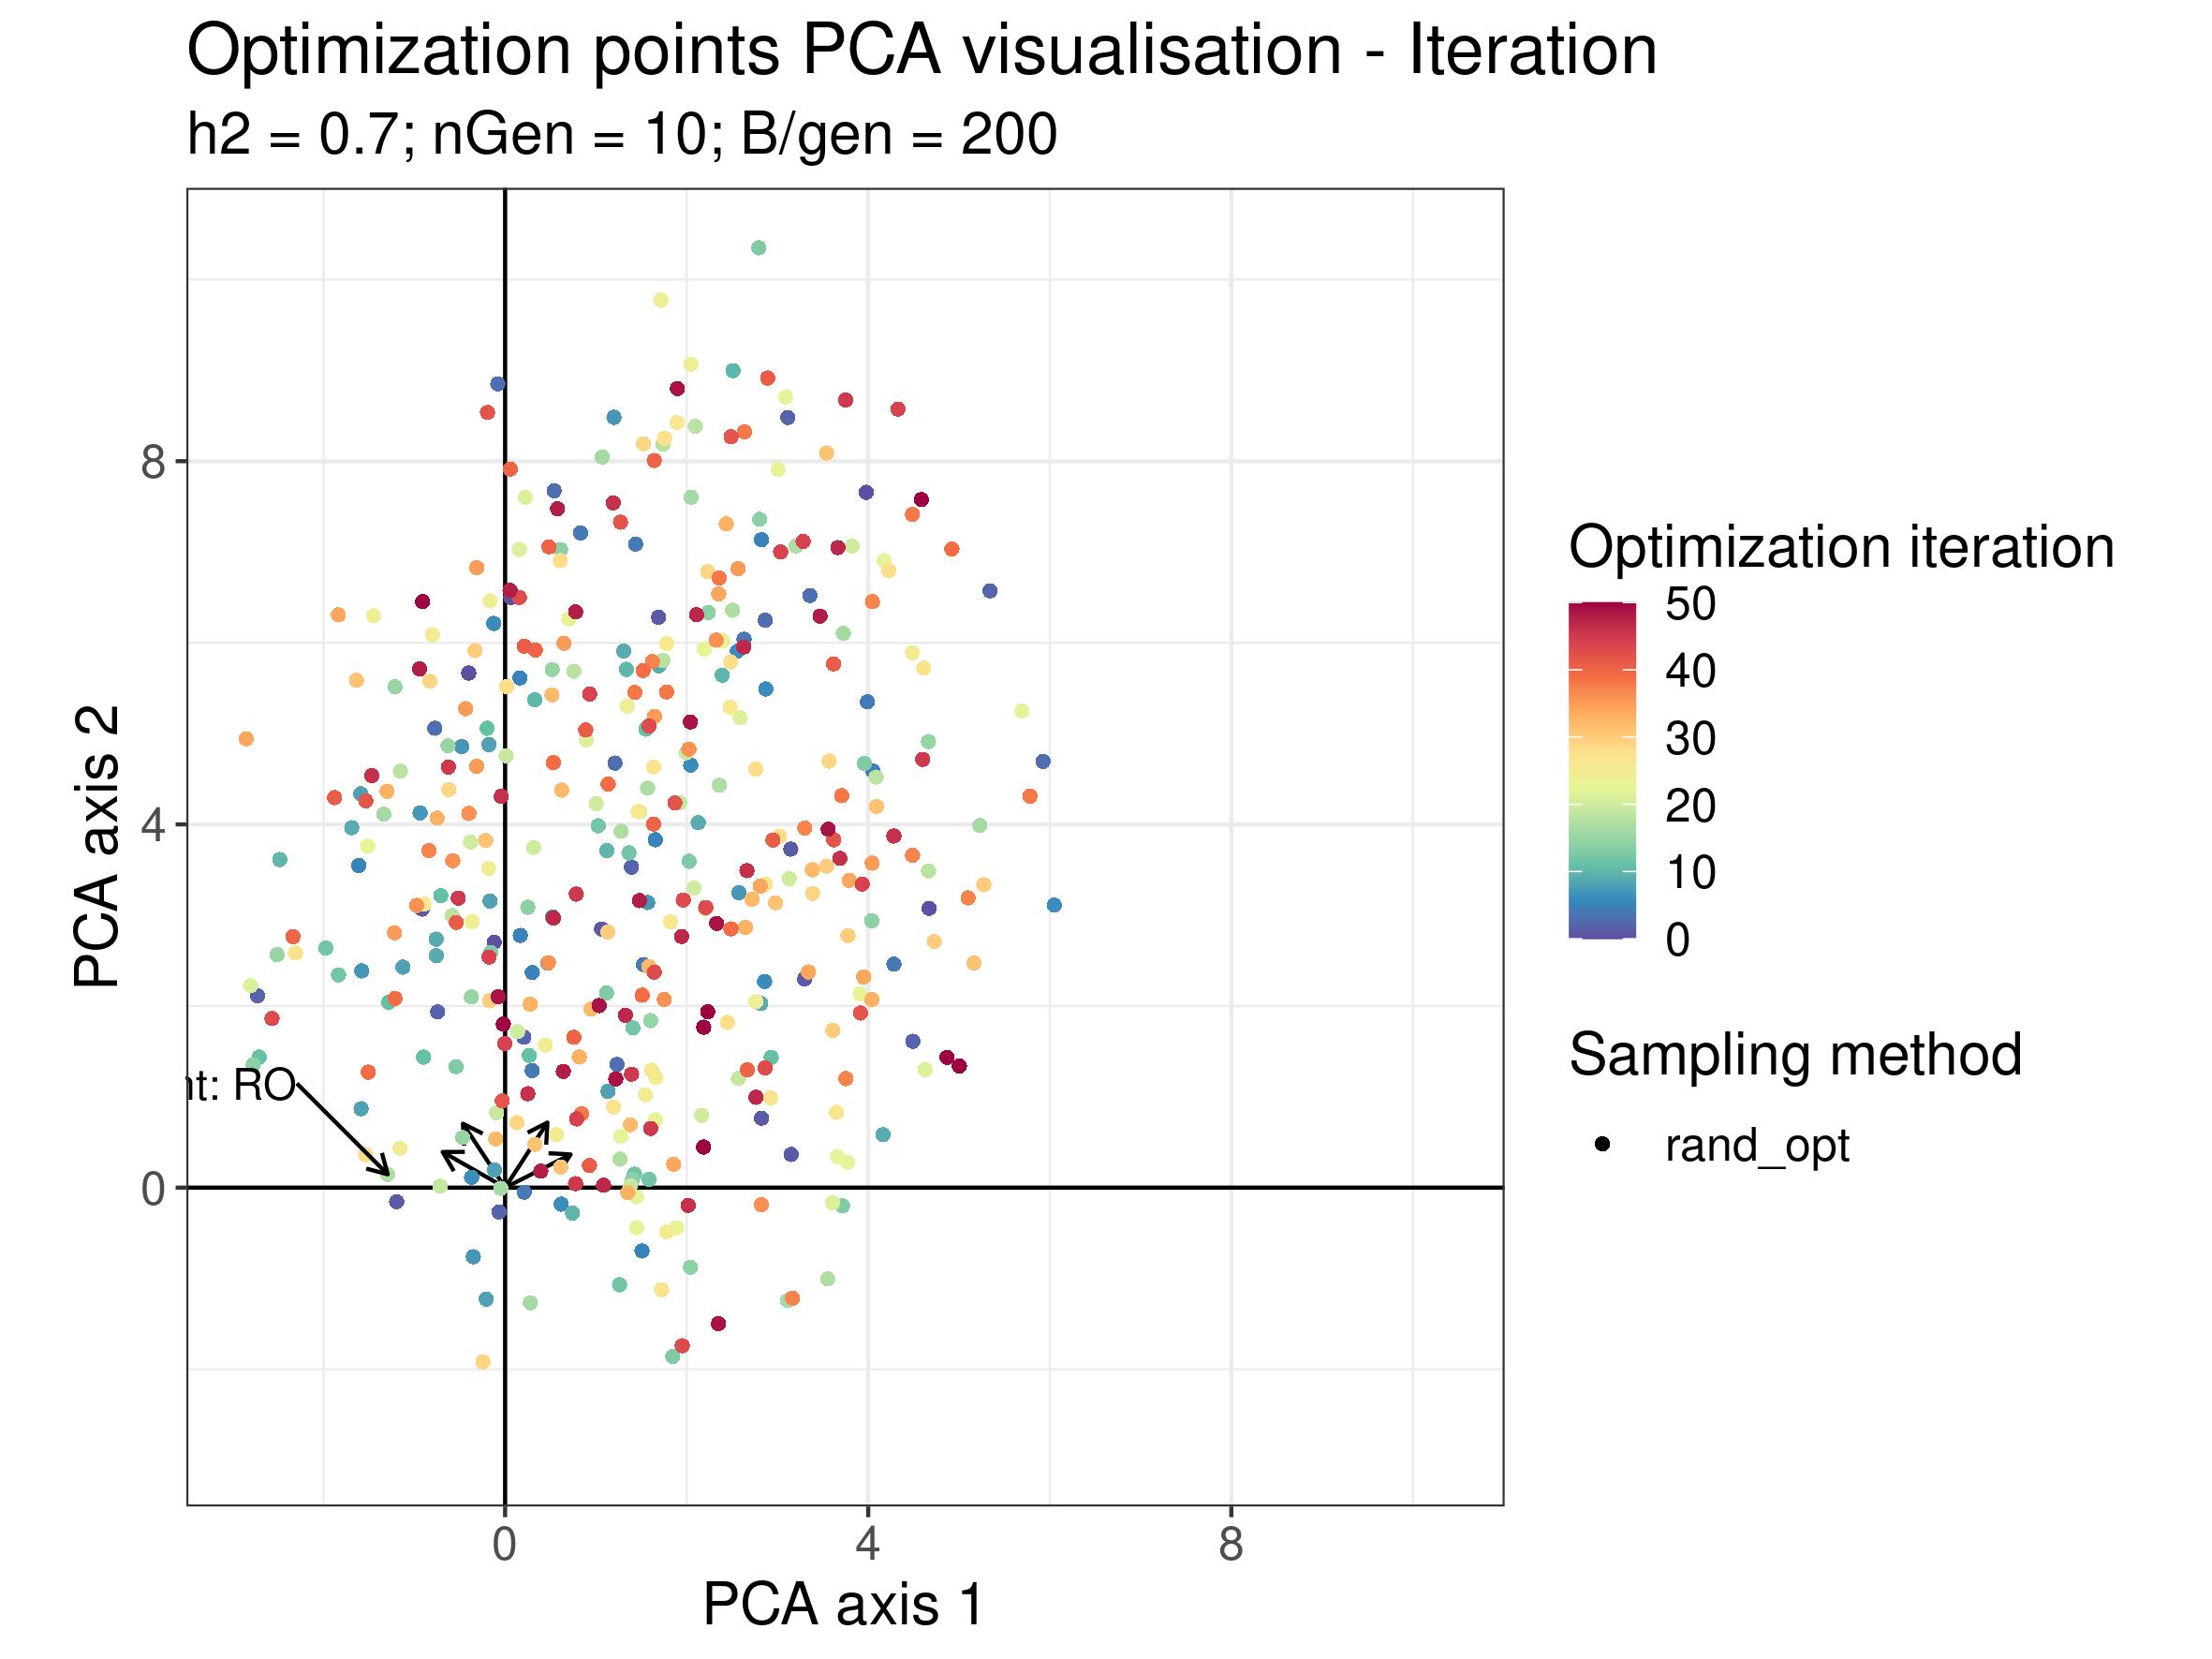 Optimization points PCA visualisation - Iteration
h2 = 0.7; nGen = 10; B/gen = 200
PCA axis 2
8
4
0
t: RO
0
4
8
PCA axis 1
Optimization iteration
50
40
30
20
10
0
Sampling method
rand_opt